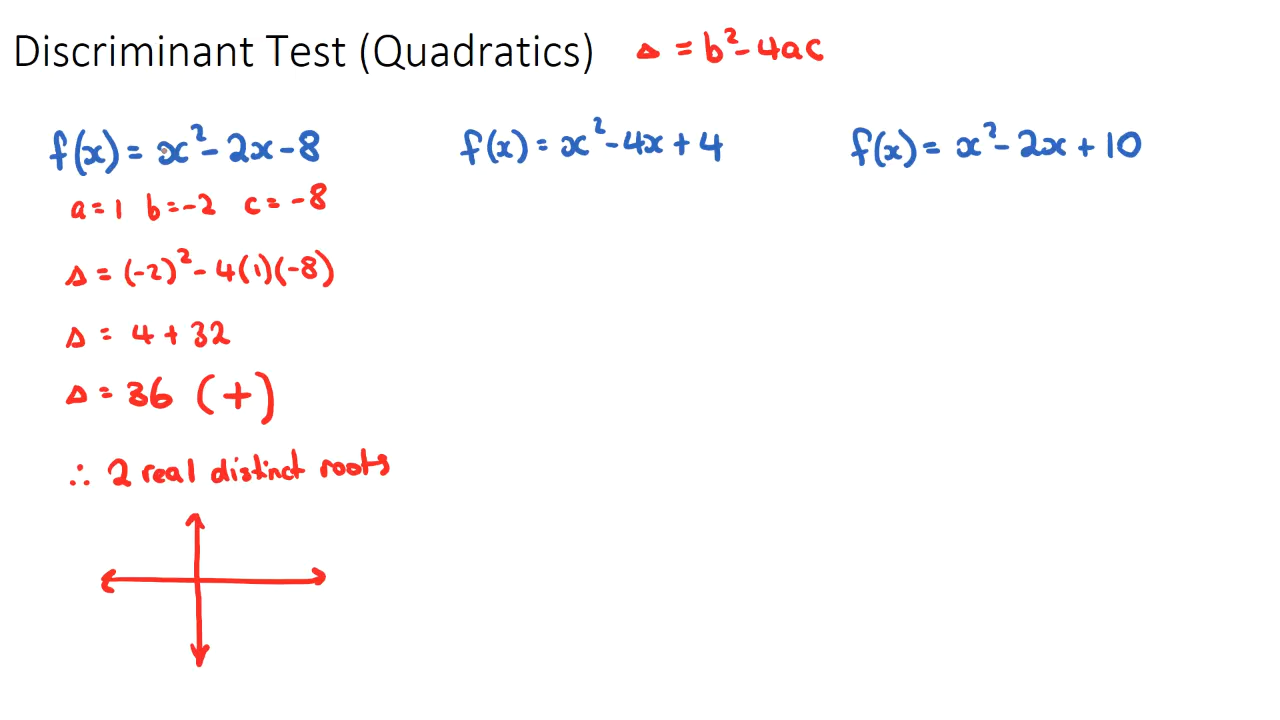 Discriminant Test (Quadratics) Δ = b² - 4ac
f(x) = x² - 2x - 8
a = 1 b = -2 c = -8
Δ = (-2)² - 4(1)(-8)
Δ = 4 + 32
Δ = 36 (+)
∴ 2 real distinct roots
f(x) = x² - 4x + 4
f(x) = x² - 2x + 10